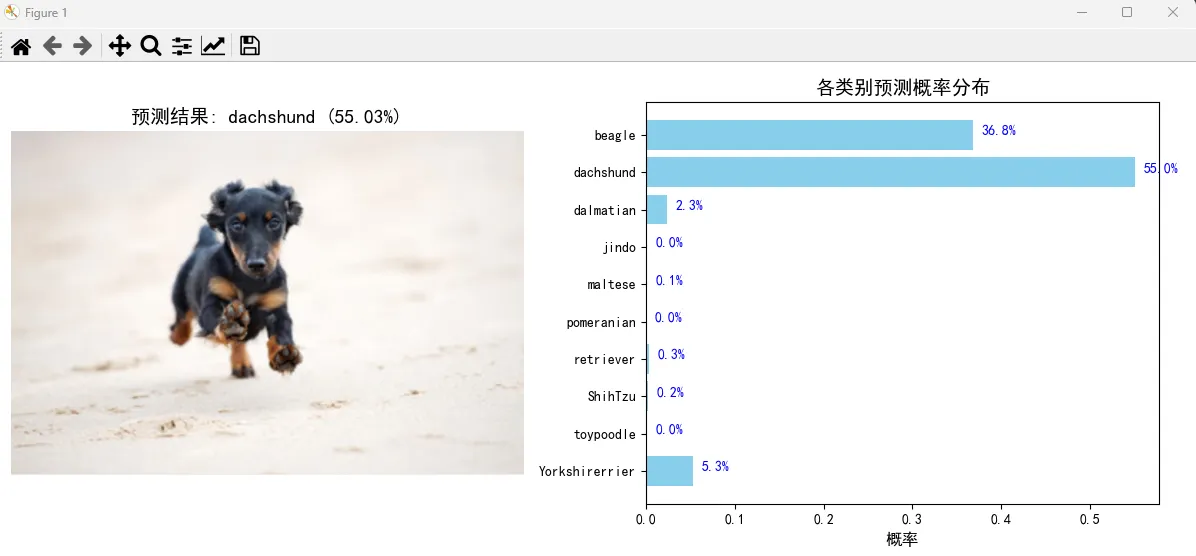 Figure 1
预测结果: dachshund (55.03%)
各类别预测概率分布
beagle 36.8%
dachshund 55.0%
dalmatian 2.3%
jindo 0.0%
maltese 0.1%
pomeranian 0.0%
retriever 0.3%
ShihTzu 0.2%
toypoodle 0.0%
Yorkshirerrier 5.3%
0.0 0.1 0.2 0.3 0.4 0.5
概率